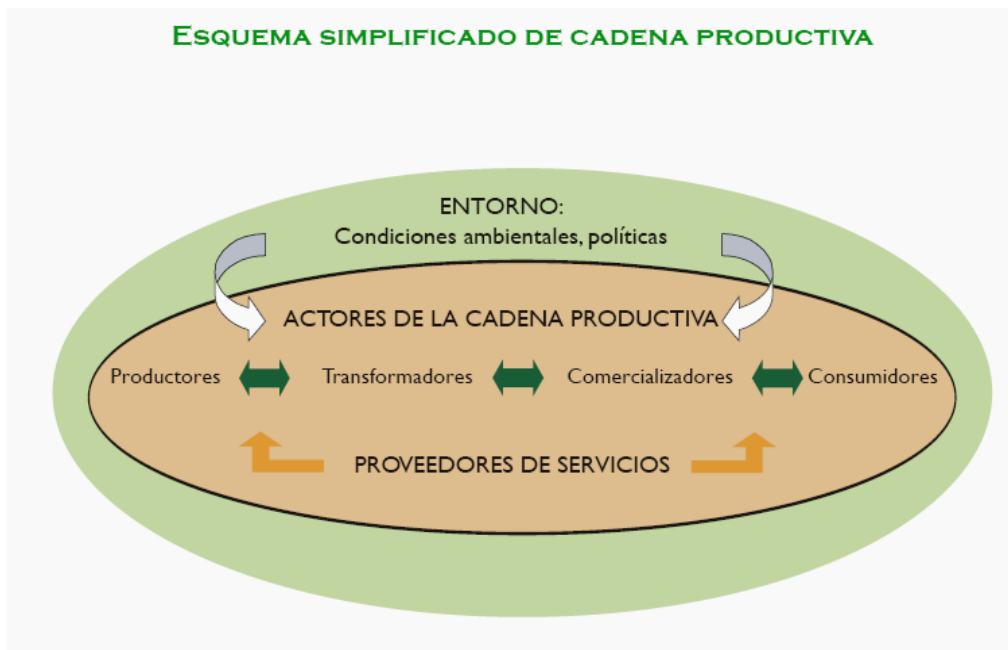 ESQUEMA SIMPLIFICADO DE CADENA PRODUCTIVA
ENTORNO:
Condiciones ambientales, políticas
ACTORES DE LA CADENA PRODUCTIVA
Productores Transformadores Comercializadores Consumidores
PROVEEDORES DE SERVICIOS